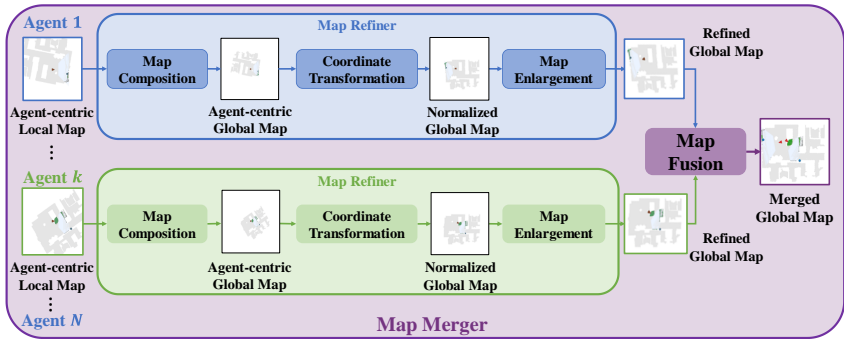 Agent 1
Map Refiner
Refined
Global Map
Map
Composition
Coordinate
Transformation
Map
Enlargement
Agent-centric
Local Map
Agent-centric
Global Map
Normalized
Global Map
...
Map
Fusion
Merged
Global Map
Agent k
Map Refiner
Map
Composition
Coordinate
Transformation
Map
Enlargement
Agent-centric
Local Map
Agent-centric
Global Map
Normalized
Global Map
Refined
Global Map
...
Agent N
Map Merger